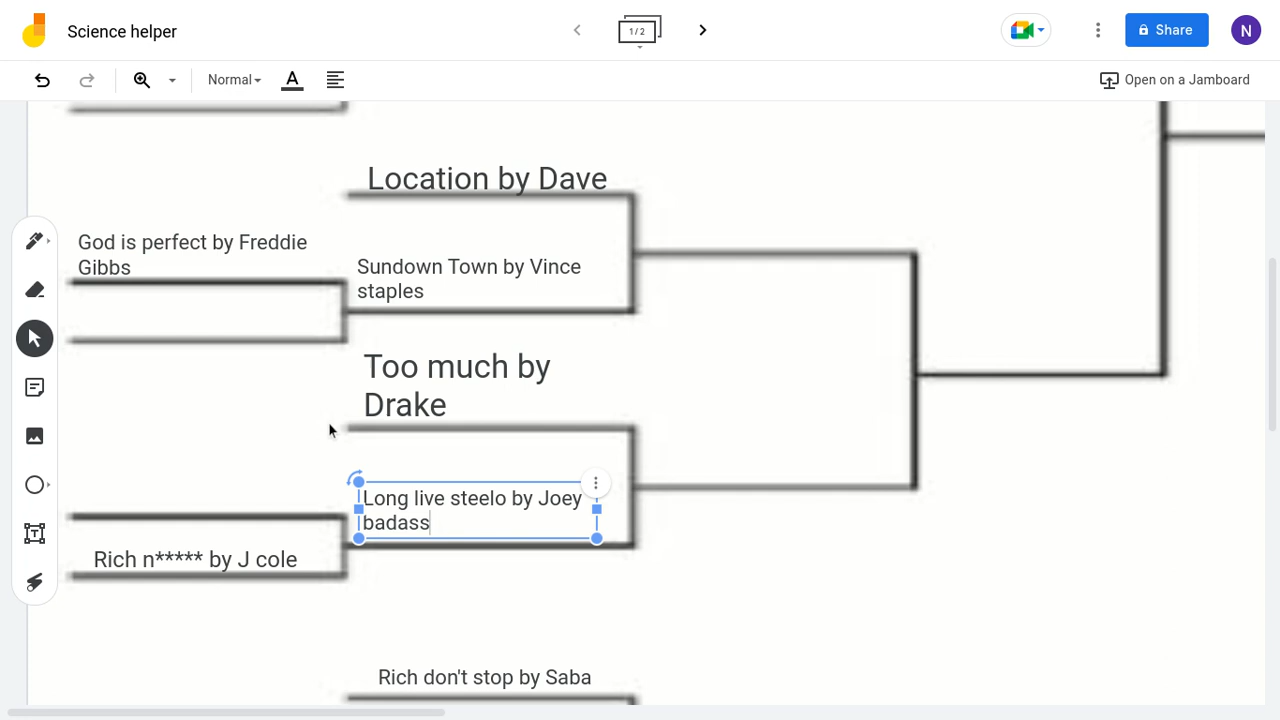 Science helper
1/2
Share
N
Normal
A
Open on a Jamboard
Location by Dave
God is perfect by Freddie
Gibbs
Sundown Town by Vince
staples
Too much by
Drake
Long live steelo by Joey
badass
Rich n***** by J cole
Rich don't stop by Saba